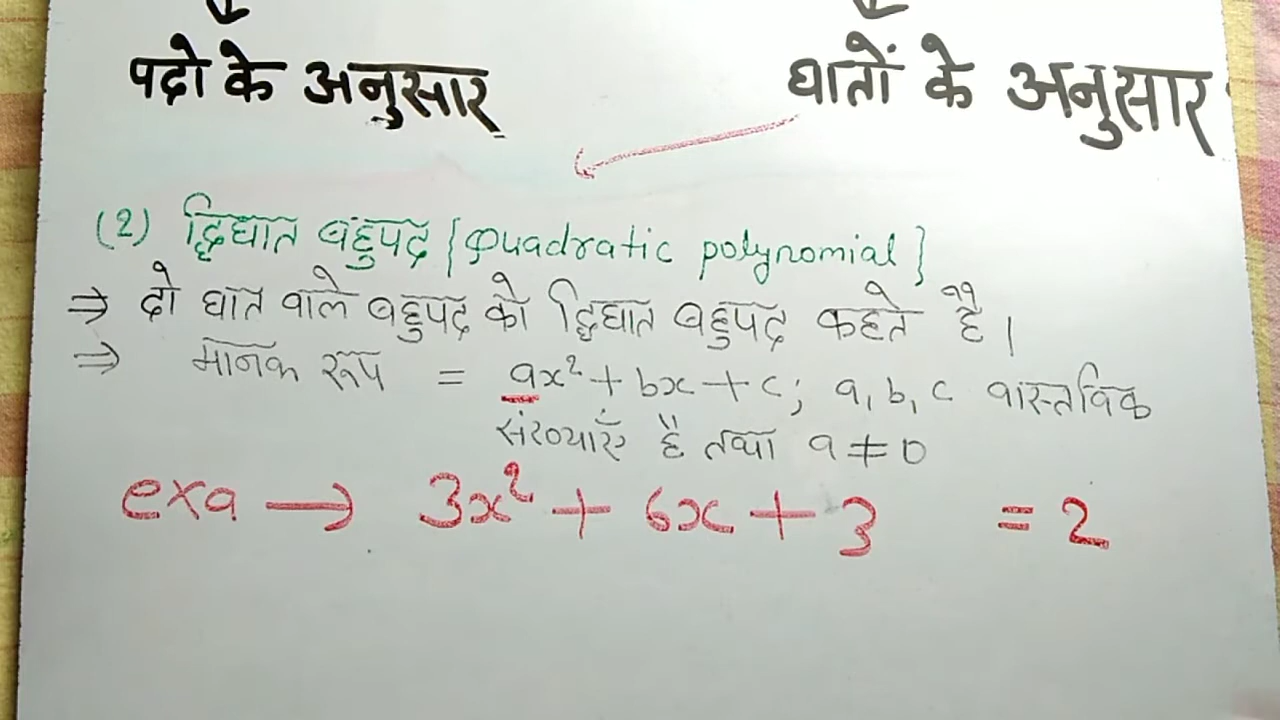 पदो के अनुसार
घातों के अनुसार
(2) द्विघात बहुपद {Quadratic polynomial}
⇒ दो घात वाले बहुपद को द्विघात बहुपद कहते है।
⇒ मानक रूप = ax² + bx + c; a, b, c वास्तविक
संख्याएँ है तथा a ≠ 0
exa → 3x² + 6x + 3 = 2